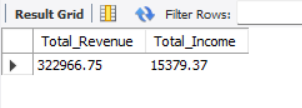 Result Grid Filter Rows:
Total_Revenue Total_Income
322966.75 15379.37